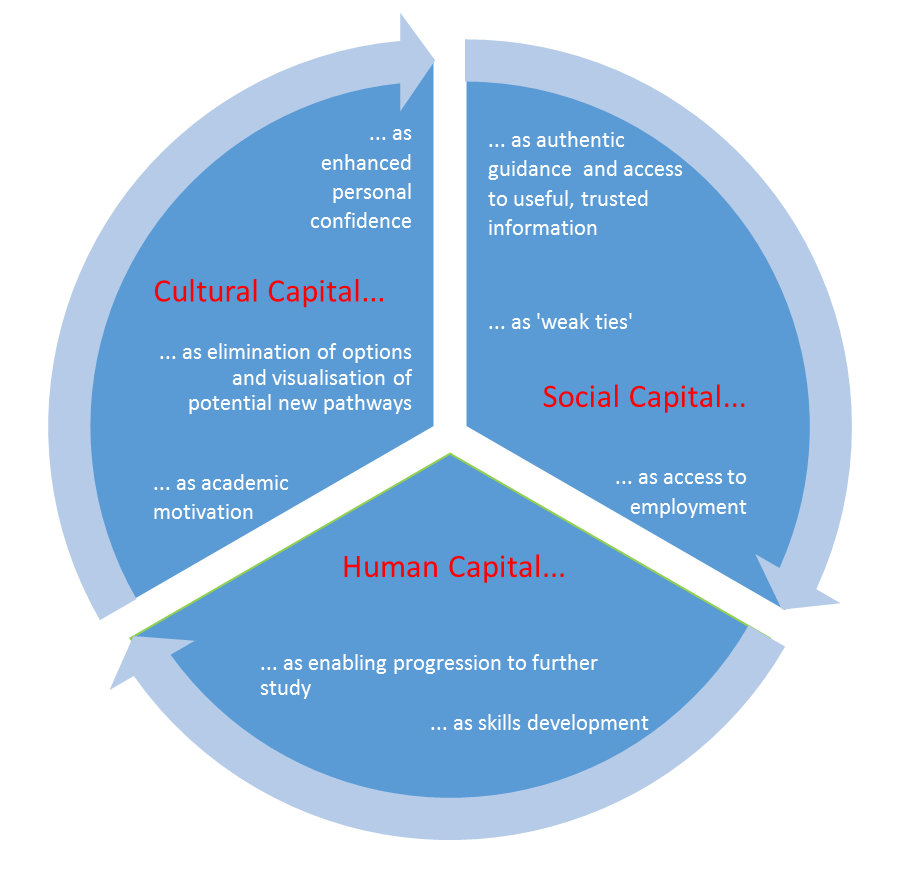 ... as
enhanced
personal
confidence
Cultural Capital...
... as elimination of options
and visualisation of
potential new pathways
... as academic
motivation
... as authentic
guidance  and access
to useful, trusted
information
... as 'weak ties'
Social Capital...
... as access to
employment
Human Capital...
... as enabling progression to further
study
... as skills development